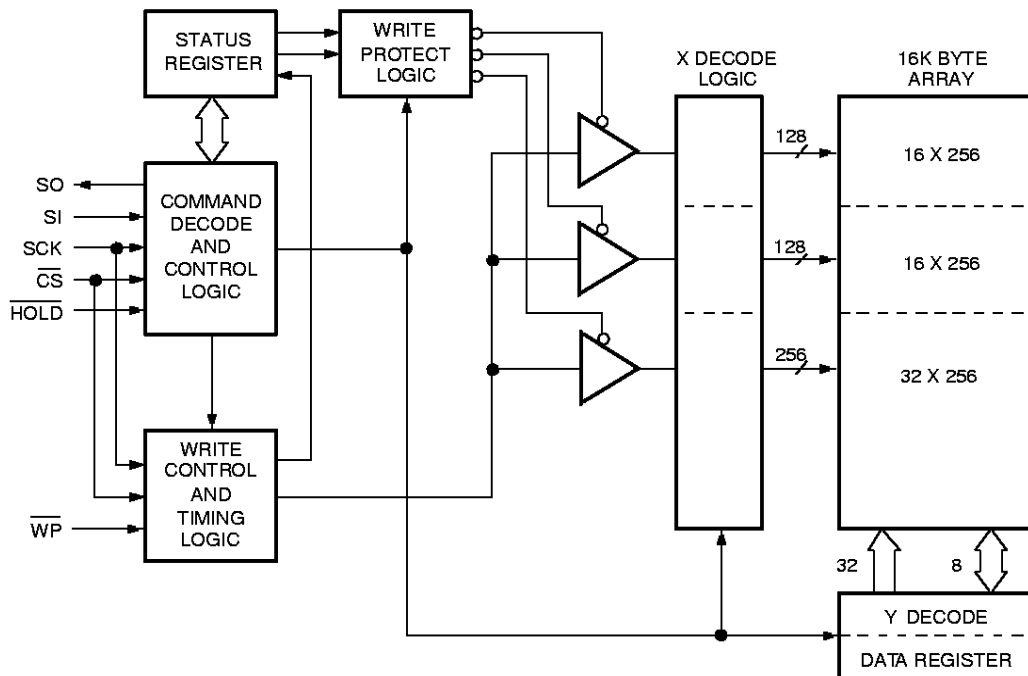 STATUS
REGISTER
WRITE
PROTECT
LOGIC
X DECODE
LOGIC
16K BYTE
ARRAY
SO
SI
SCK
CS
HOLD
COMMAND
DECODE
AND
CONTROL
LOGIC
128
16 X 256
128
16 X 256
256
32 X 256
WP
WRITE
CONTROL
AND
TIMING
LOGIC
32
8
Y DECODE
DATA REGISTER